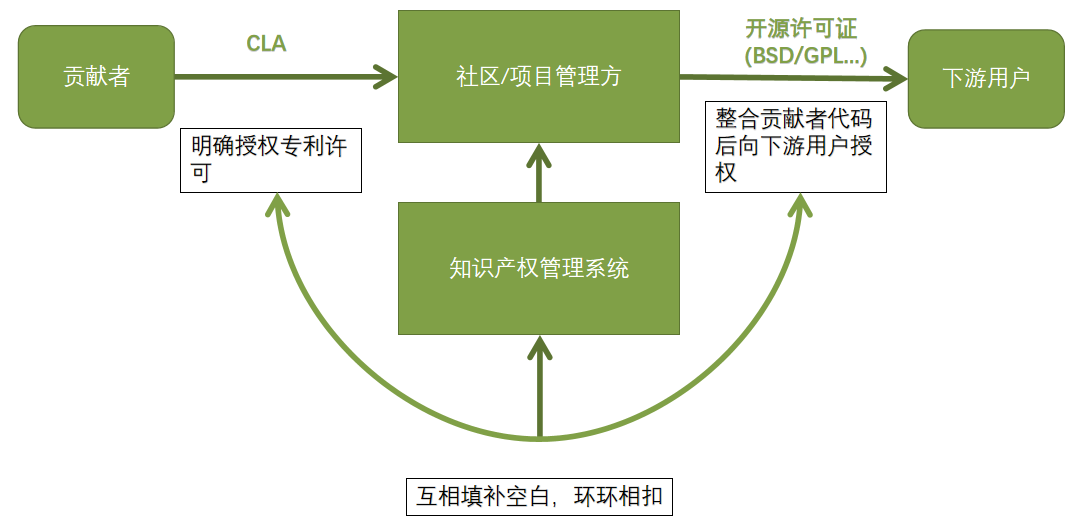 CLA
开源许可证
(BSD/GPL...)
贡献者
社区/项目管理方
下游用户
明确授权专利许
可
整合贡献者代码
后向下游用户授
权
知识产权管理系统
互相填补空白，环环相扣